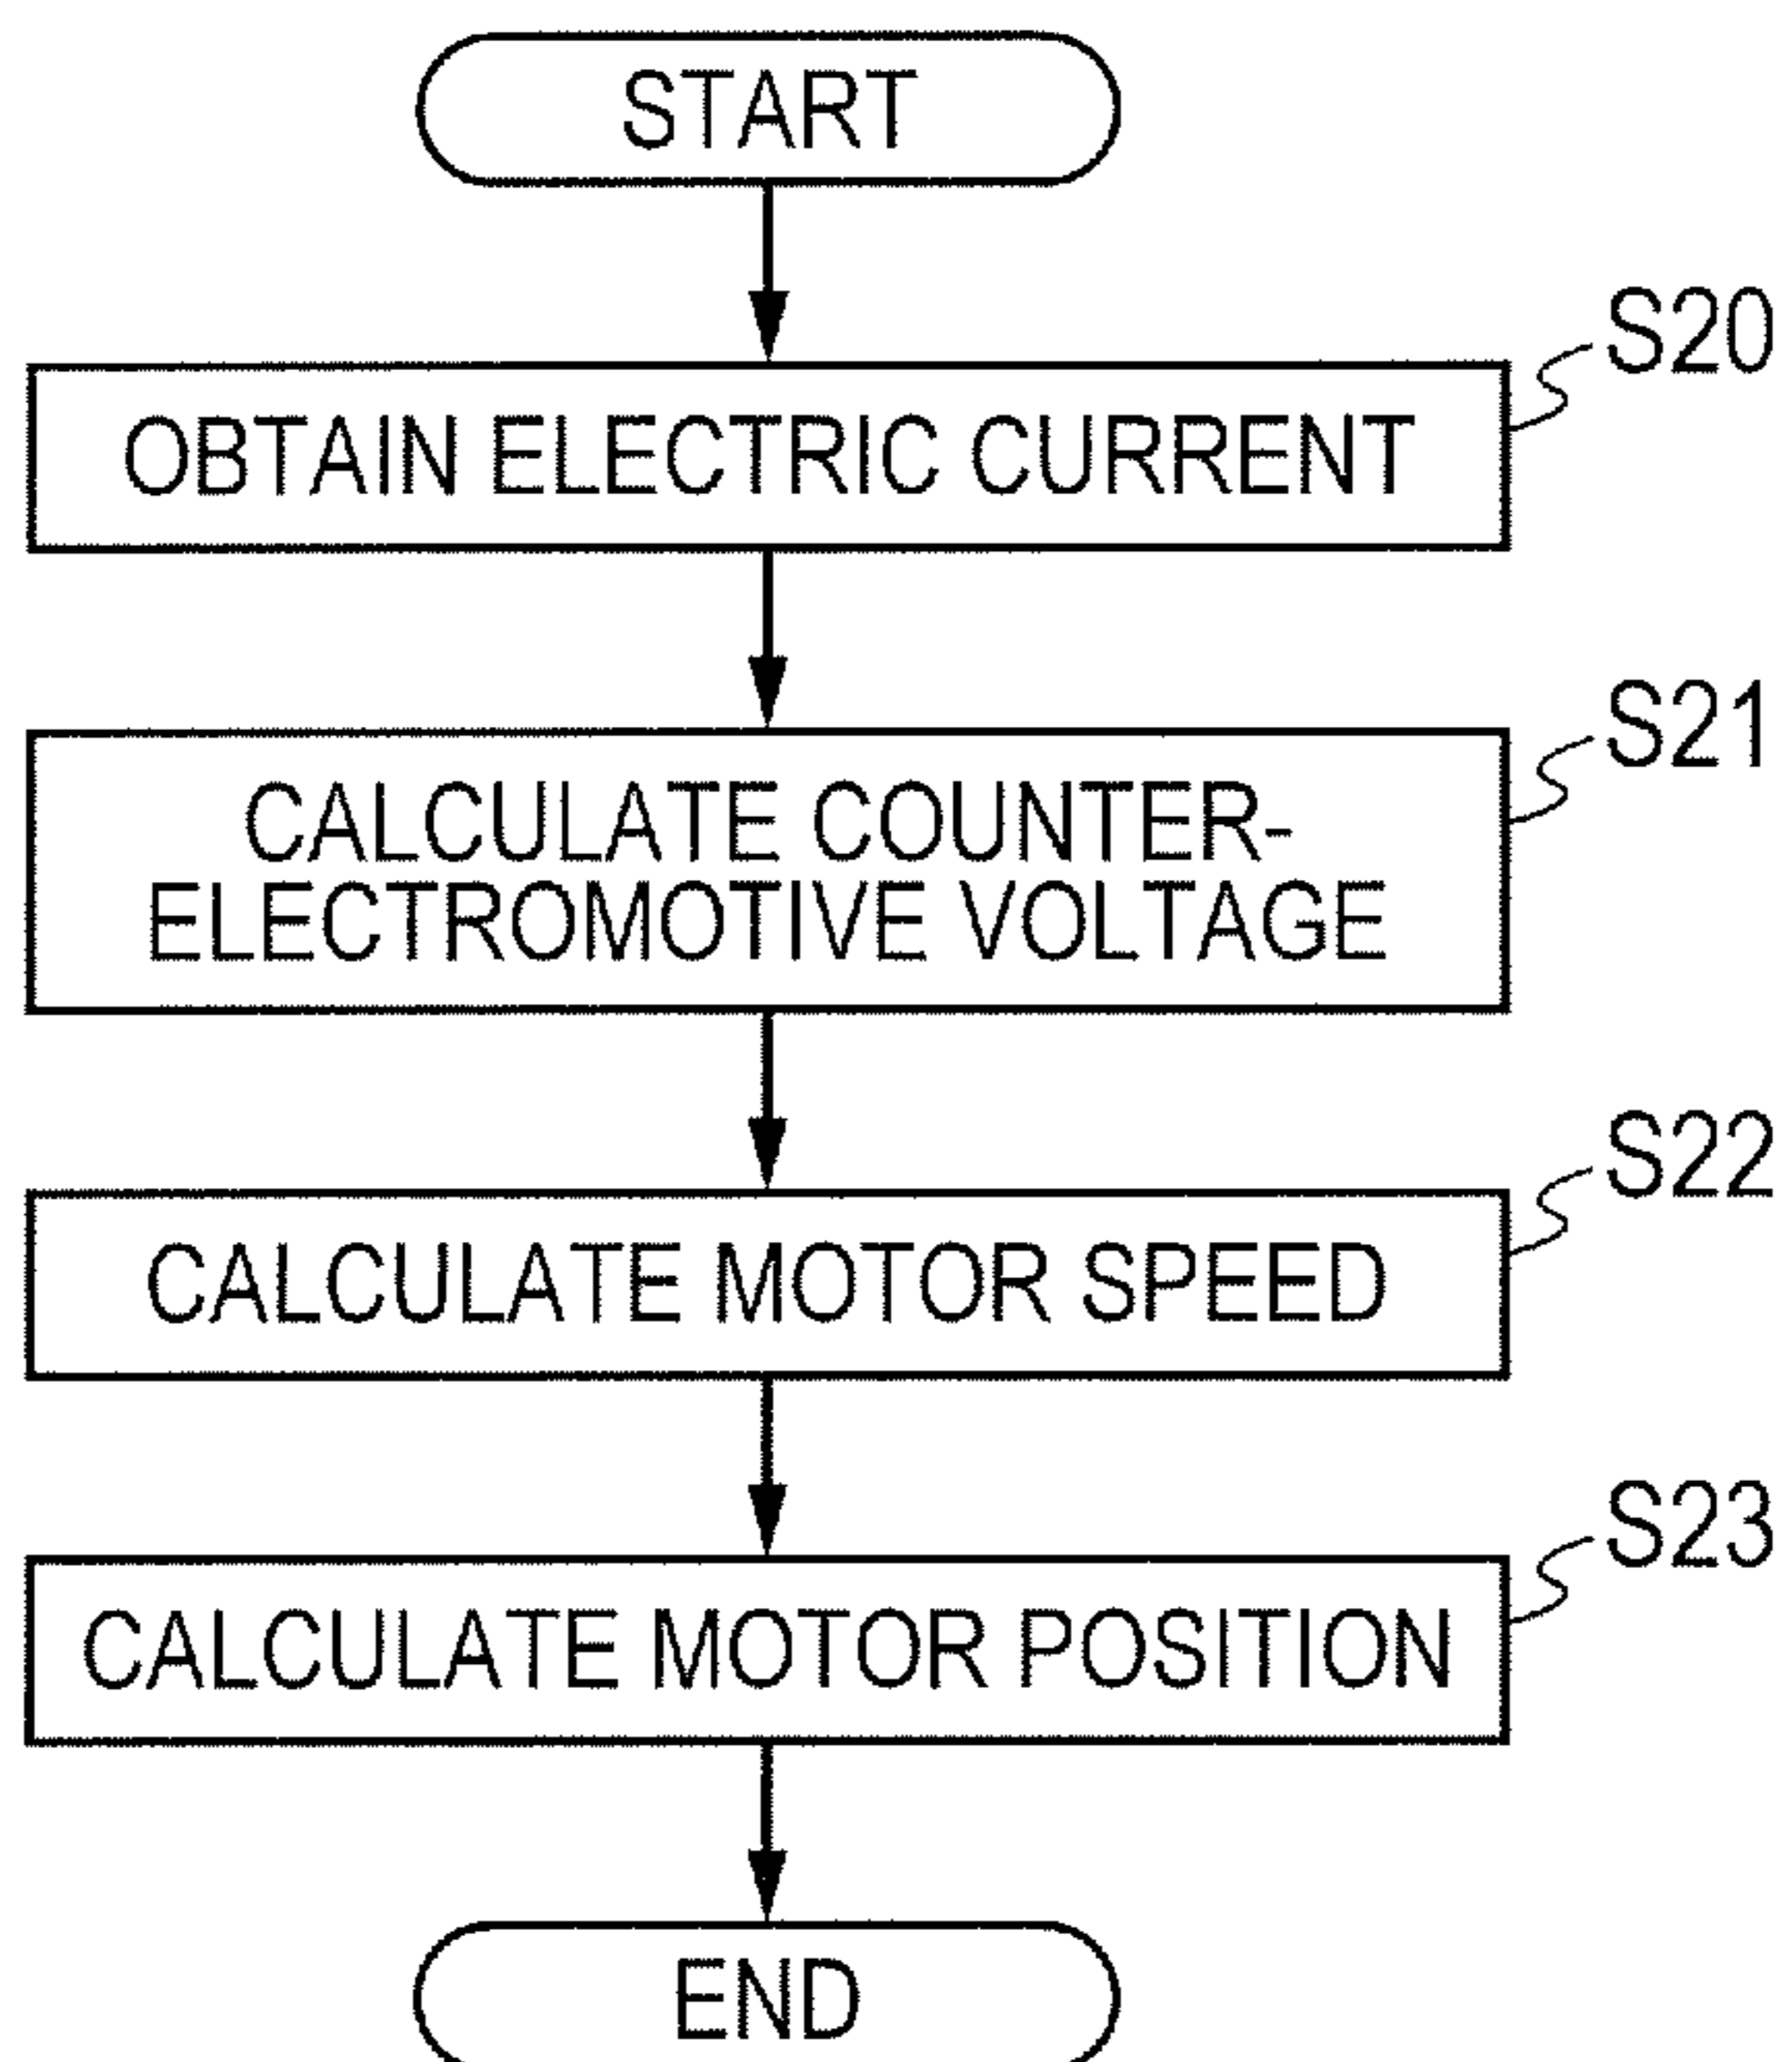 START
S20
OBTAIN ELECTRIC CURRENT
S21
CALCULATE COUNTER-
ELECTROMOTIVE VOLTAGE
S22
CALCULATE MOTOR SPEED
S23
CALCULATE MOTOR POSITION
END